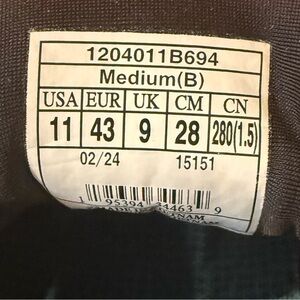 1204011B694
Medium(B)
USA EUR UK CM CN
11 43 9 28 280(1.5)
02/24 15151